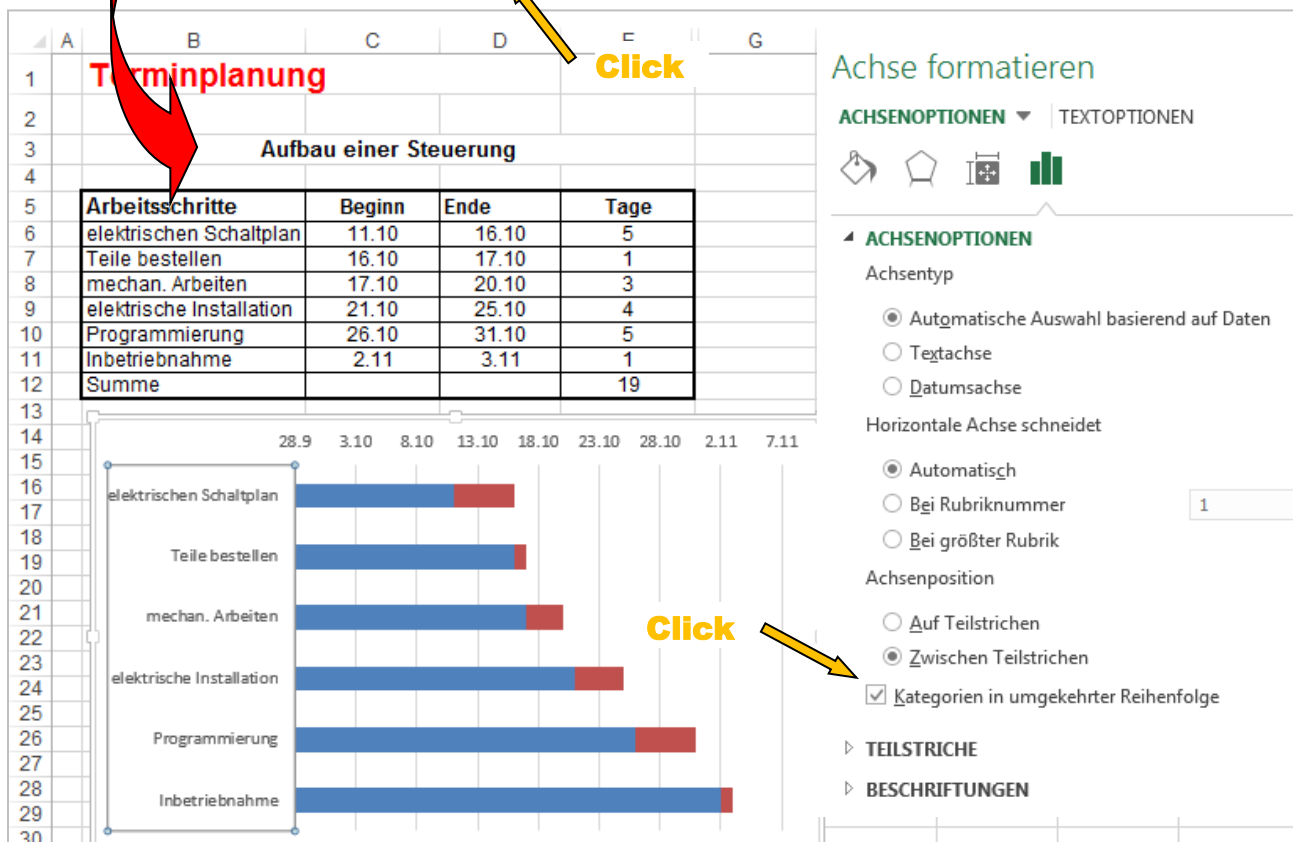 A B C D E G
Click
1 Terminplanung
2
3 Aufbau einer Steuerung
4
5 Arbeitsschritte Beginn Ende Tage
6 elektrischen Schaltplan 11.10 16.10 5
7 Teile bestellen 16.10 17.10 1
8 mechan. Arbeiten 17.10 20.10 3
9 elektrische Installation 21.10 25.10 4
10 Programmierung 26.10 31.10 5
11 Inbetriebnahme 2.11 3.11 1
12 Summe 19
13
14
15
16
17
18
19
20
21
22
23
24
25
26
27
28
29
30
28.9 3.10 8.10 13.10 18.10 23.10 28.10 2.11 7.11
elektrischen Schaltplan
Teile bestellen
mechan. Arbeiten
elektrische Installation
Programmierung
Inbetriebnahme
Click
Achse formatieren
ACHSENOPTIONEN TEXTOPTIONEN
ACHSENOPTIONEN
Achsentyp
Automatische Auswahl basierend auf Daten
Textachse
Datumsachse
Horizontale Achse schneidet
Automatisch
Bei Rubriknummer 1
Bei größter Rubrik
Achsenposition
Auf Teilstrichen
Zwischen Teilstrichen
Kategorien in umgekehrter Reihenfolge
TEILSTRICHE
BESCHRIFTUNGEN